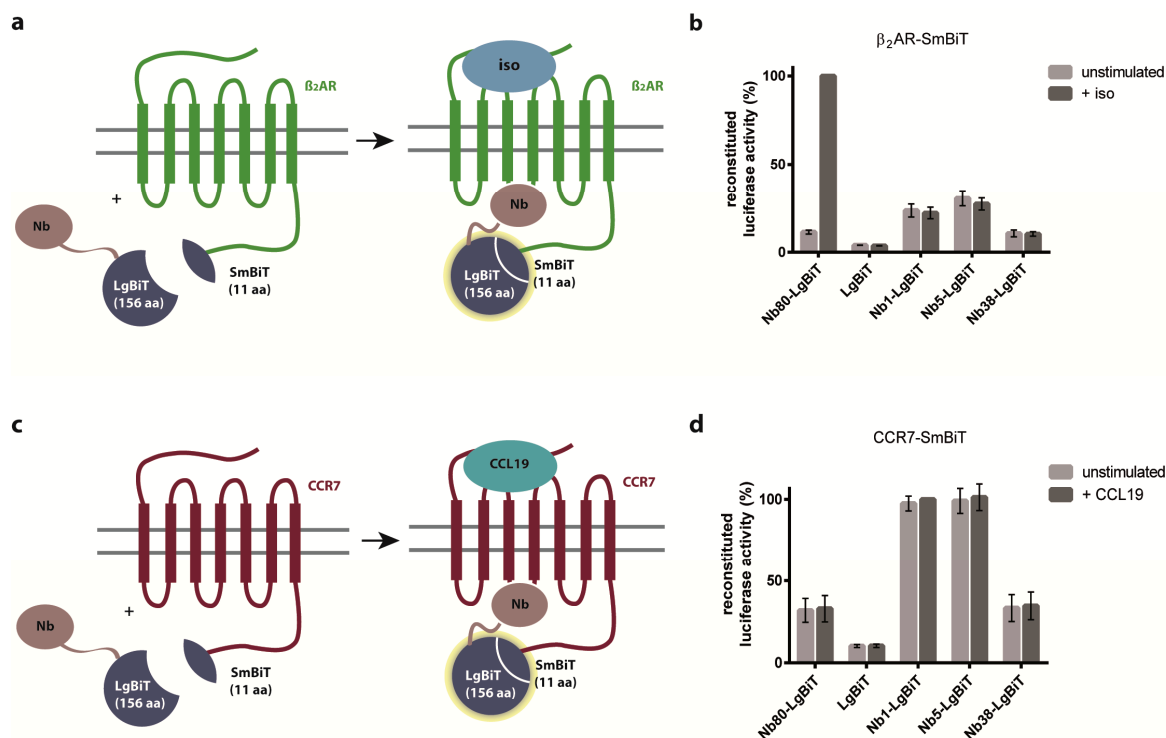 a
iso
ß₂AR
ß₂AR
+
Nb
Nb
LgBiT
(156 aa)
SmBiT
(11 aa)
LgBiT
(156 aa)
SmBiT
(11 aa)
b
β₂AR-SmBiT
reconstituted
luciferase activity (%)
100
50
0
unstimulated
+ iso
Nb80-LgBiT
LgBiT
Nb1-LgBiT
Nb5-LgBiT
Nb38-LgBiT
c
CCL19
CCR7
CCR7
+
Nb
Nb
LgBiT
(156 aa)
SmBiT
(11 aa)
LgBiT
(156 aa)
SmBiT
(11 aa)
d
CCR7-SmBiT
reconstituted
luciferase activity (%)
100
50
0
unstimulated
+ CCL19
Nb80-LgBiT
LgBiT
Nb1-LgBiT
Nb5-LgBiT
Nb38-LgBiT